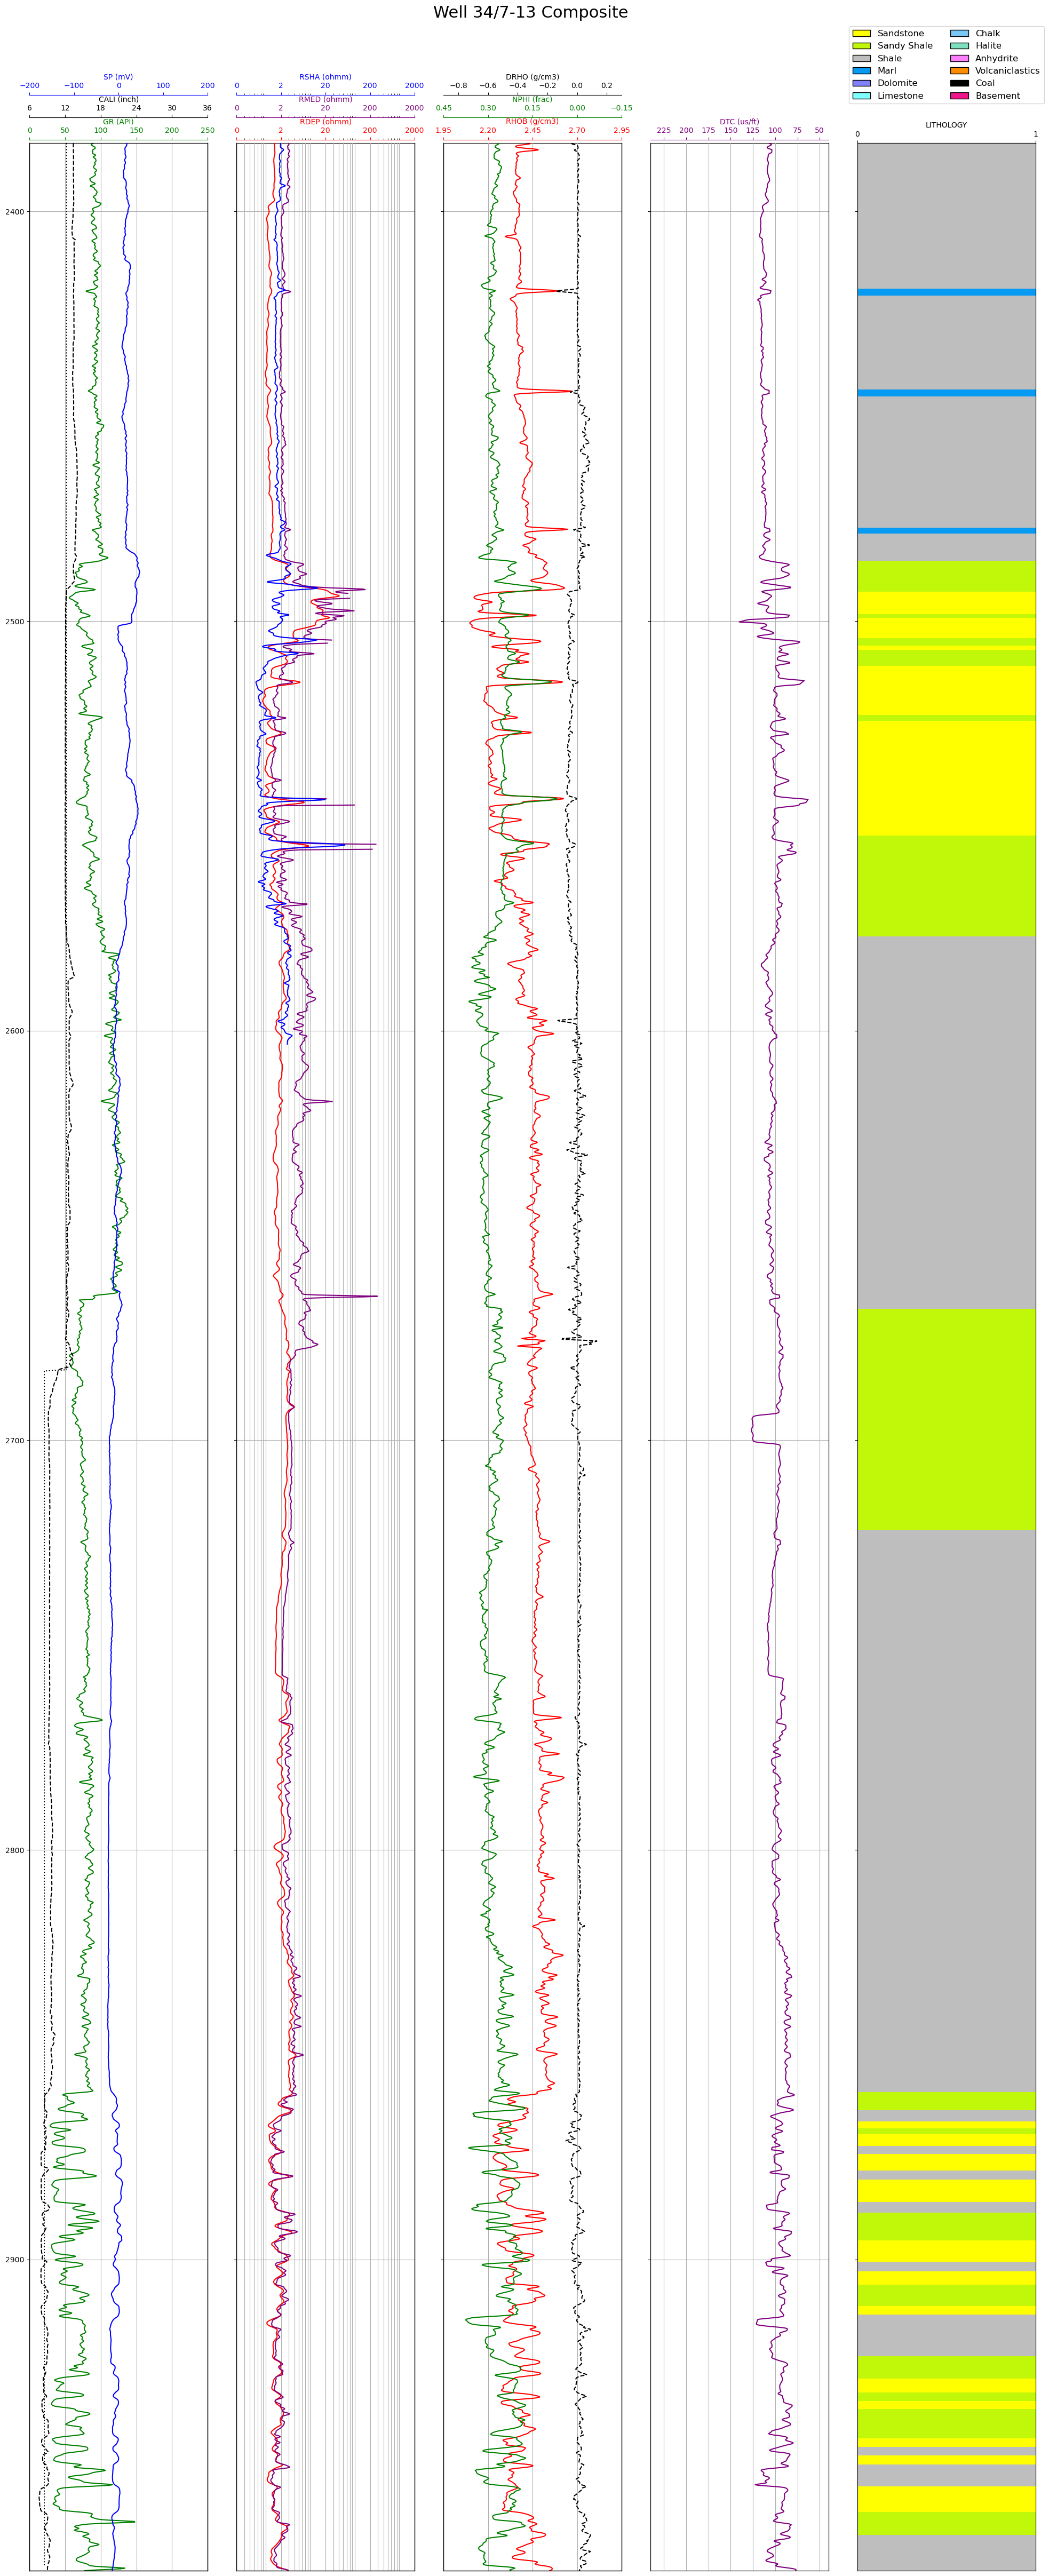 Well 34/7-13 Composite
Sandstone Chalk
Sandy Shale Halite
Shale Anhydrite
Marl Volcaniclastics
Dolomite Coal
Limestone Basement
SP (mV) RSHA (ohmm) DRHO (g/cm3)
−200 −100 0 100 200 0 2 20 200 2000 −0.8 −0.6 −0.4 −0.2 0.0 0.2
CALI (inch) RMED (ohmm) NPHI (frac)
6 12 18 24 30 36 0 2 20 200 2000 0.45 0.30 0.15 0.00 −0.15
GR (API) RDEP (ohmm) RHOB (g/cm3) DTC (us/ft) LITHOLOGY
0 50 100 150 200 250 0 2 20 200 2000 1.95 2.20 2.45 2.70 2.95 225 200 175 150 125 100 75 50 0 1
2400
2500
2600
2700
2800
2900